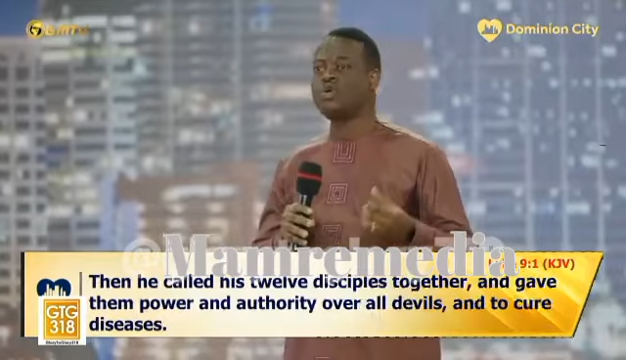 Dominion City
@Mamremedia
9:1 (KJV)
Then he called his twelve disciples together, and gave
them power and authority over all devils, and to cure
diseases.
GTG
318